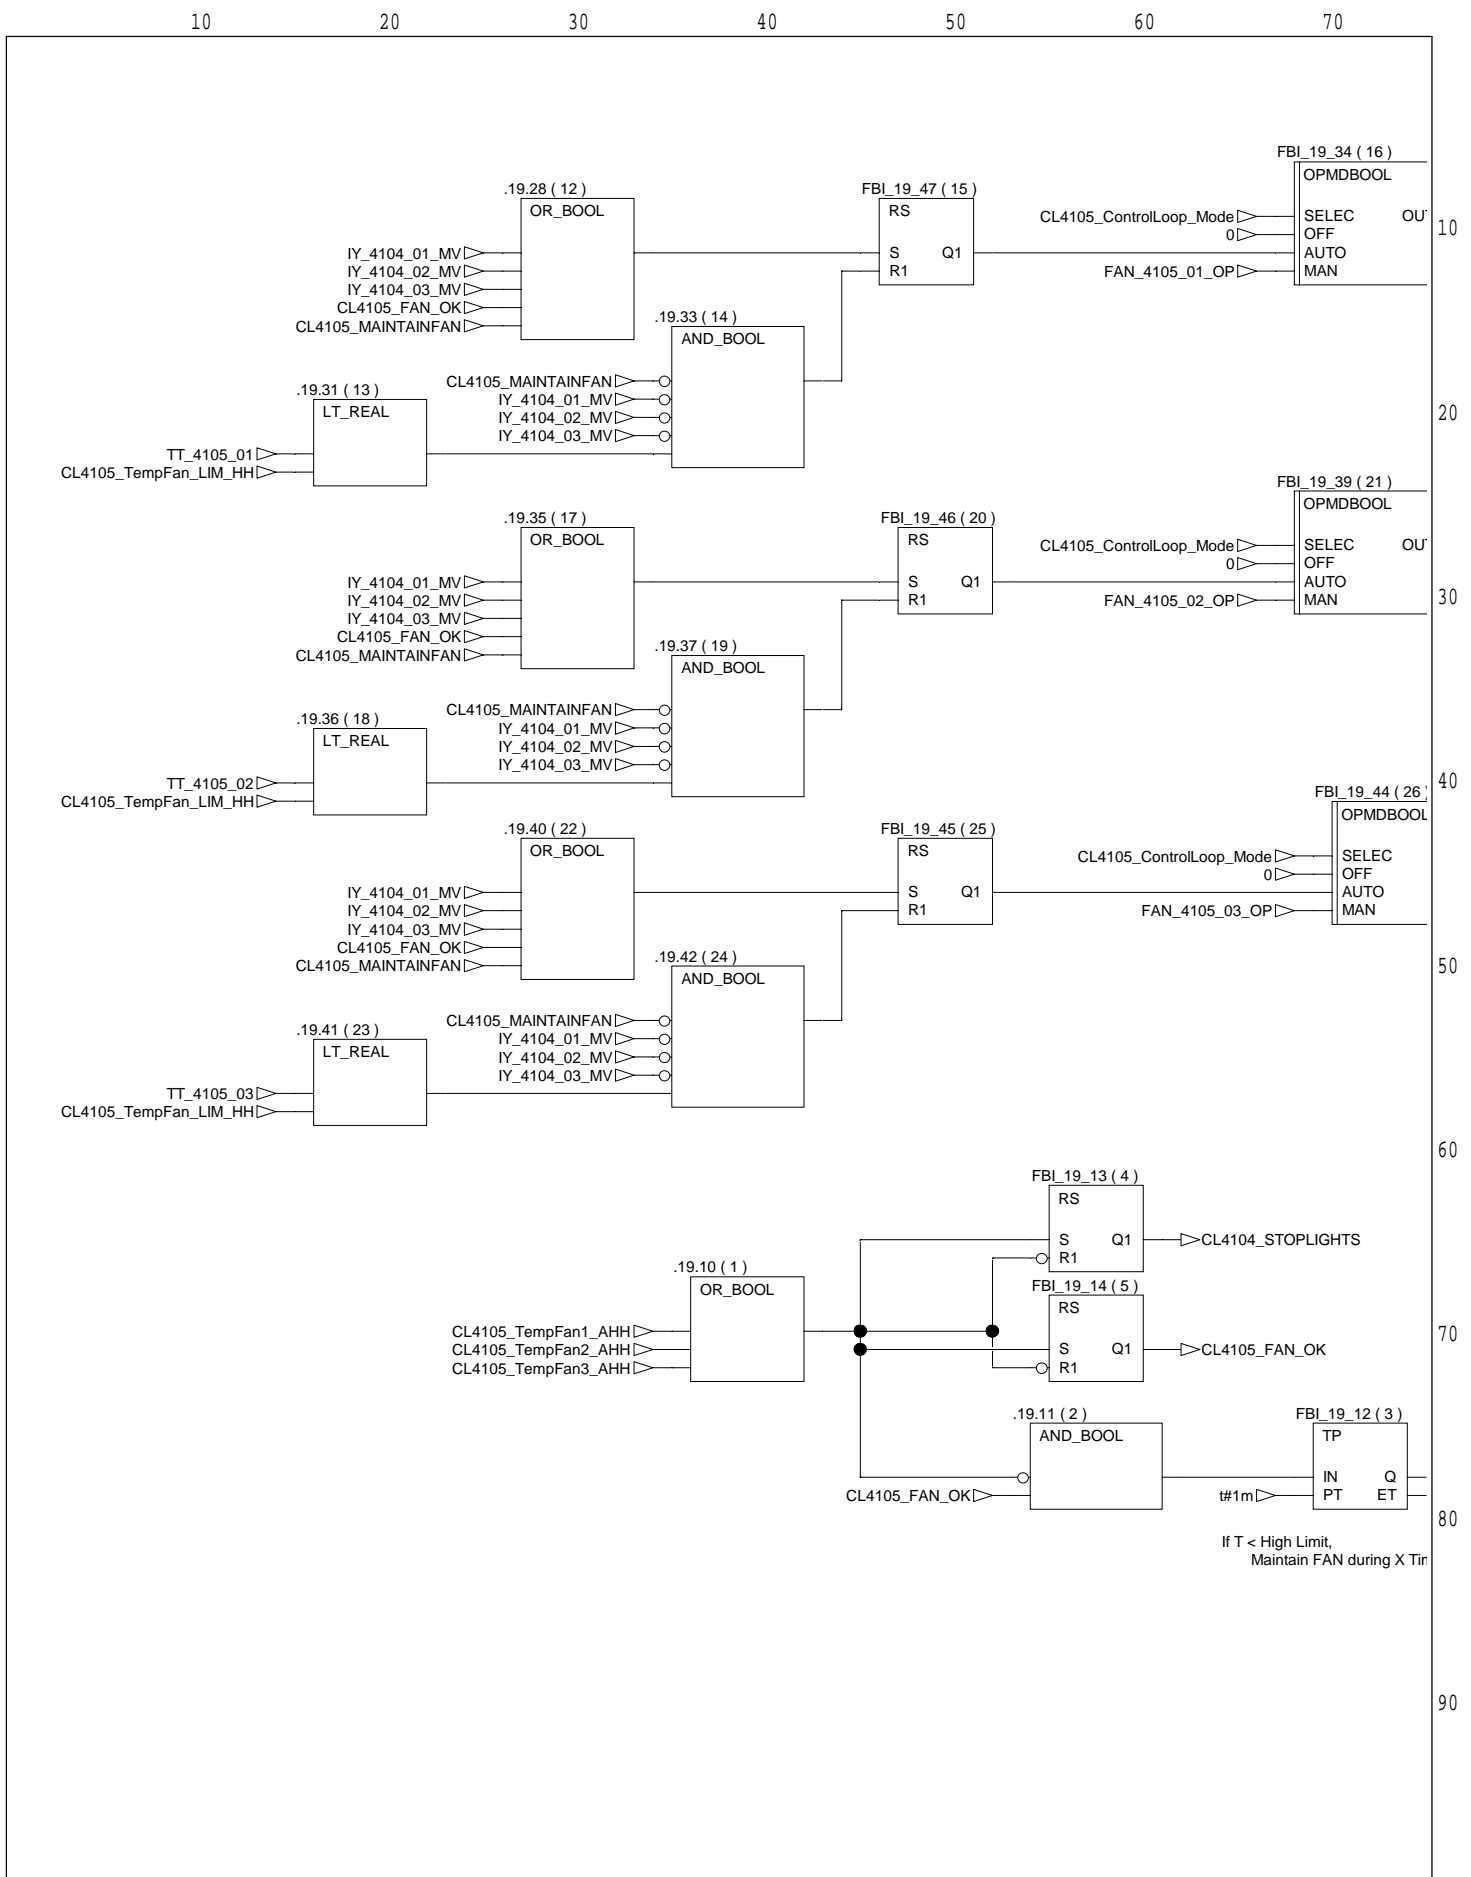 10 20 30 40 50 60 70
FBI_19_34 ( 16 )
OPMDBOOL
.19.28 ( 12 )
FBI_19_47 ( 15 )
OR_BOOL
RS
CL4105_ControlLoop_Mode
SELEC OU
10
0
OFF
IY_4104_01_MV
S Q1
AUTO
IY_4104_02_MV
R1
FAN_4105_01_OP
MAN
IY_4104_03_MV
CL4105_FAN_OK
CL4105_MAINTAINFAN
.19.33 ( 14 )
AND_BOOL
CL4105_MAINTAINFAN
.19.31 ( 13 )
IY_4104_01_MV
LT_REAL
IY_4104_02_MV
20
IY_4104_03_MV
TT_4105_01
CL4105_TempFan_LIM_HH
FBI_19_39 ( 21 )
OPMDBOOL
.19.35 ( 17 )
FBI_19_46 ( 20 )
OR_BOOL
RS
CL4105_ControlLoop_Mode
SELEC OU
0
OFF
IY_4104_01_MV
S Q1
AUTO
IY_4104_02_MV
R1
FAN_4105_02_OP
MAN
30
IY_4104_03_MV
CL4105_FAN_OK
CL4105_MAINTAINFAN
.19.37 ( 19 )
AND_BOOL
CL4105_MAINTAINFAN
.19.36 ( 18 )
IY_4104_01_MV
LT_REAL
IY_4104_02_MV
IY_4104_03_MV
TT_4105_02
40
CL4105_TempFan_LIM_HH
FBI_19_44 ( 26 )
OPMDBOOL
.19.40 ( 22 )
FBI_19_45 ( 25 )
OR_BOOL
RS
CL4105_ControlLoop_Mode
SELEC
0
OFF
IY_4104_01_MV
S Q1
AUTO
IY_4104_02_MV
R1
FAN_4105_03_OP
MAN
IY_4104_03_MV
CL4105_FAN_OK
CL4105_MAINTAINFAN
50
.19.42 ( 24 )
AND_BOOL
CL4105_MAINTAINFAN
.19.41 ( 23 )
IY_4104_01_MV
LT_REAL
IY_4104_02_MV
IY_4104_03_MV
TT_4105_03
CL4105_TempFan_LIM_HH
60
FBI_19_13 ( 4 )
RS
S Q1
CL4104_STOPLIGHTS
R1
.19.10 ( 1 )
OR_BOOL
FBI_19_14 ( 5 )
RS
CL4105_TempFan1_AHH
70
CL4105_TempFan2_AHH
S Q1
CL4105_FAN_OK
CL4105_TempFan3_AHH
R1
.19.11 ( 2 )
AND_BOOL
FBI_19_12 ( 3 )
TP
IN Q
CL4105_FAN_OK
t#1m
PT ET
80
If T < High Limit,
Maintain FAN during X
90